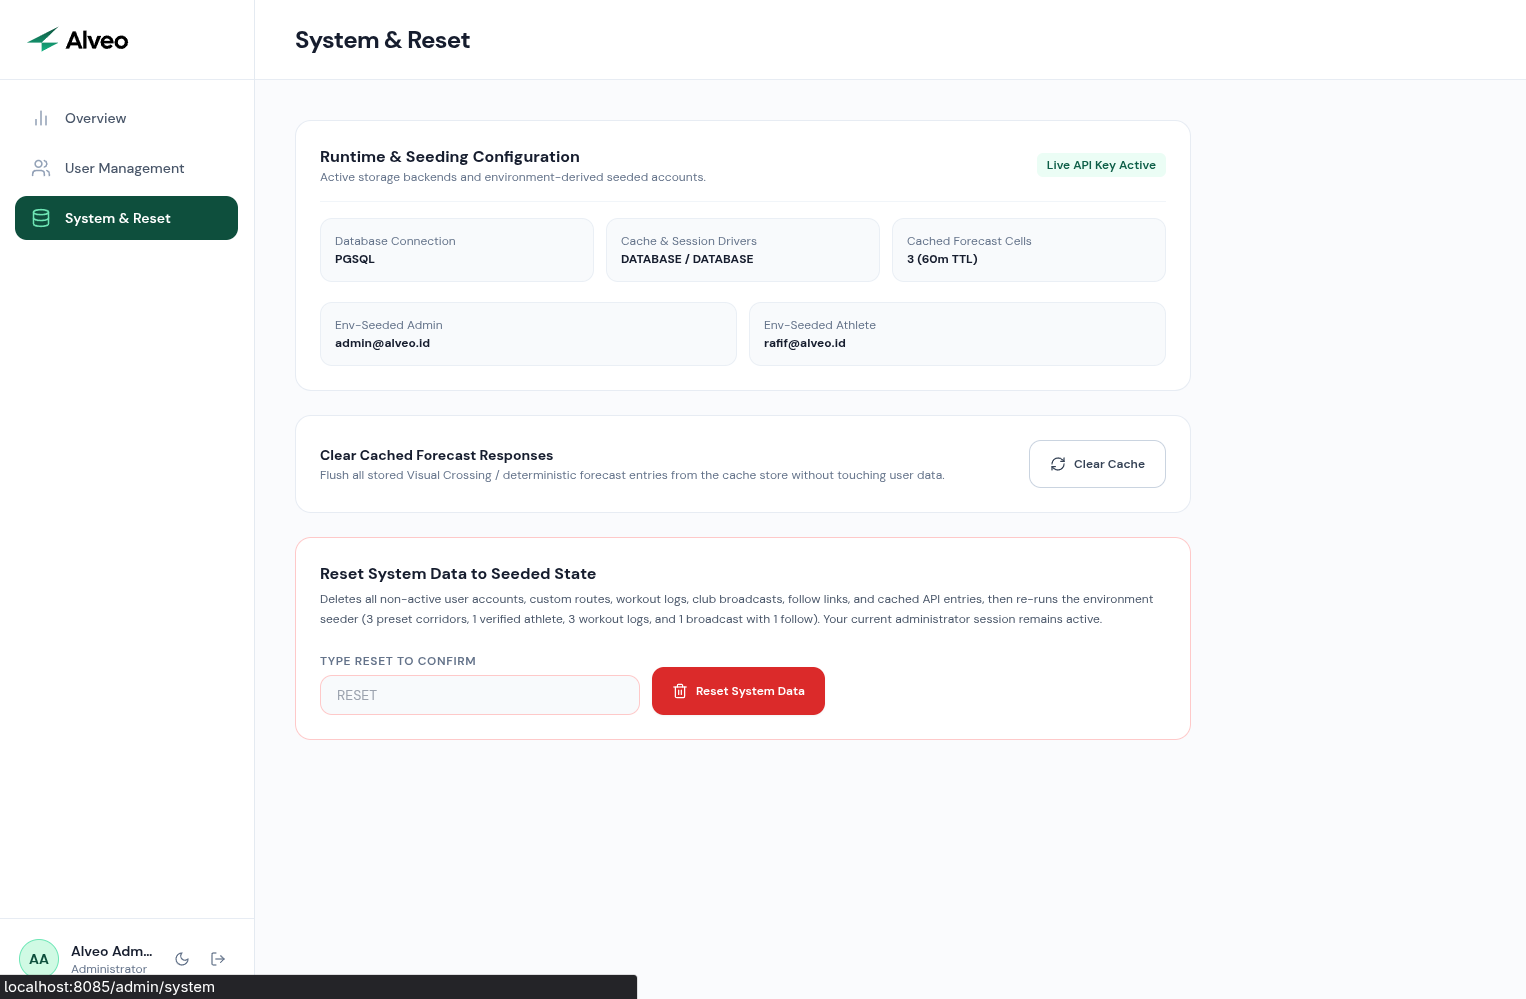 Alveo
System & Reset
Overview
User Management
System & Reset
Runtime & Seeding Configuration
Active storage backends and environment-derived seeded accounts.
Live API Key Active
Database Connection
PGSQL
Cache & Session Drivers
DATABASE / DATABASE
Cached Forecast Cells
3 (60m TTL)
Env-Seeded Admin
admin@alveo.id
Env-Seeded Athlete
rafif@alveo.id
Clear Cached Forecast Responses
Flush all stored Visual Crossing / deterministic forecast entries from the cache store without touching user data.
Clear Cache
Reset System Data to Seeded State
Deletes all non-active user accounts, custom routes, workout logs, club broadcasts, follow links, and cached API entries, then re-runs the environment
seeder (3 preset corridors, 1 verified athlete, 3 workout logs, and 1 broadcast with 1 follow). Your current administrator session remains active.
TYPE RESET TO CONFIRM
RESET
Reset System Data
AA
Alveo Adm...
Administrator
localhost:8085/admin/system